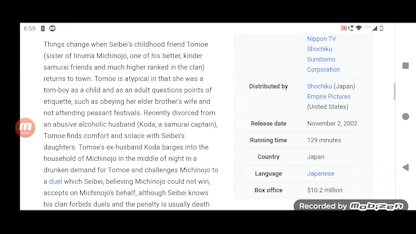 6:59
Things change when Seibei's childhood friend Tomoe
(sister of Iinuma Michinojo, one of his better, kinder
samurai friends and much higher ranked in the clan)
returns to town. Tomoe is atypical in that she was a
tom-boy as a child and as an adult questions points of
etiquette, such as obeying her elder brother's wife and
not attending peasant festivals. Recently divorced from
an abusive alcoholic husband (Koda, a samurai captain),
Tomoe finds comfort and solace with Seibei's
daughters. Tomoe's ex-husband Koda barges into the
household of Michinojo in the middle of night in a
drunken demand for Tomoe and challenges Michinojo to
a duel which Seibei, believing Michinojo could not win,
accepts on Michinojo's behalf, although Seibei knows
his clan forbids duels and the penalty is usually death
Nippon TV
Shochiku
Sumitomo
Corporation
Distributed by
Shochiku (Japan)
Empire Pictures
(United States)
Release date
November 2, 2002
Running time
129 minutes
Country
Japan
Language
Japanese
Box office
$10.2 million
Recorded by Mobizen